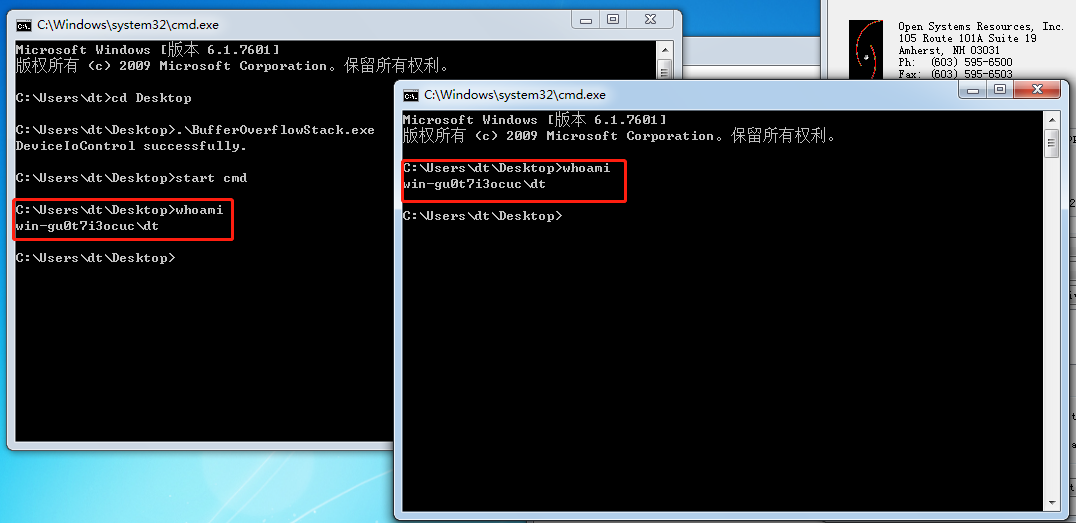 C:\Windows\system32\cmd.exe
Microsoft Windows [版本 6.1.7601]
版权所有 (c) 2009 Microsoft Corporation。保留所有权利。
C:\Users\dt>cd Desktop
C:\Users\dt\Desktop>.\BufferOverflowStack.exe
DeviceIoControl successfully.
C:\Users\dt\Desktop>start cmd
C:\Users\dt\Desktop>whoami
win-gu0t7i3ocuc\dt
C:\Users\dt\Desktop>
Open Systems Resources, Inc.
105 Route 101A Suite 19
Amherst, NH 03031
Ph: (603) 595-6500
Fax: (603) 595-6503
C:\Windows\system32\cmd.exe
Microsoft Windows [版本 6.1.7601]
版权所有 (c) 2009 Microsoft Corporation。保留所有权利。
C:\Users\dt\Desktop>whoami
win-gu0t7i3ocuc\dt
C:\Users\dt\Desktop>